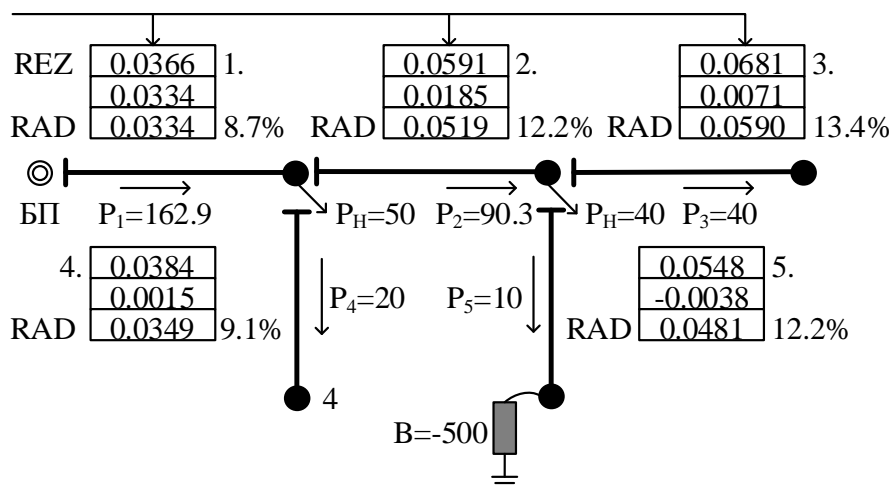 REZ 0.0366 1. 0.0591 2. 0.0681 3.
0.0334 0.0185 0.0071
RAD 0.0334 8.7% RAD 0.0519 12.2% RAD 0.0590 13.4%
БП P₁=162.9 Pн=50 P₂=90.3 Pн=40 P₃=40
4. 0.0384 0.0548 5.
0.0015 P₄=20 P₅=10 -0.0038
RAD 0.0349 9.1% RAD 0.0481 12.2%
4
B=-500